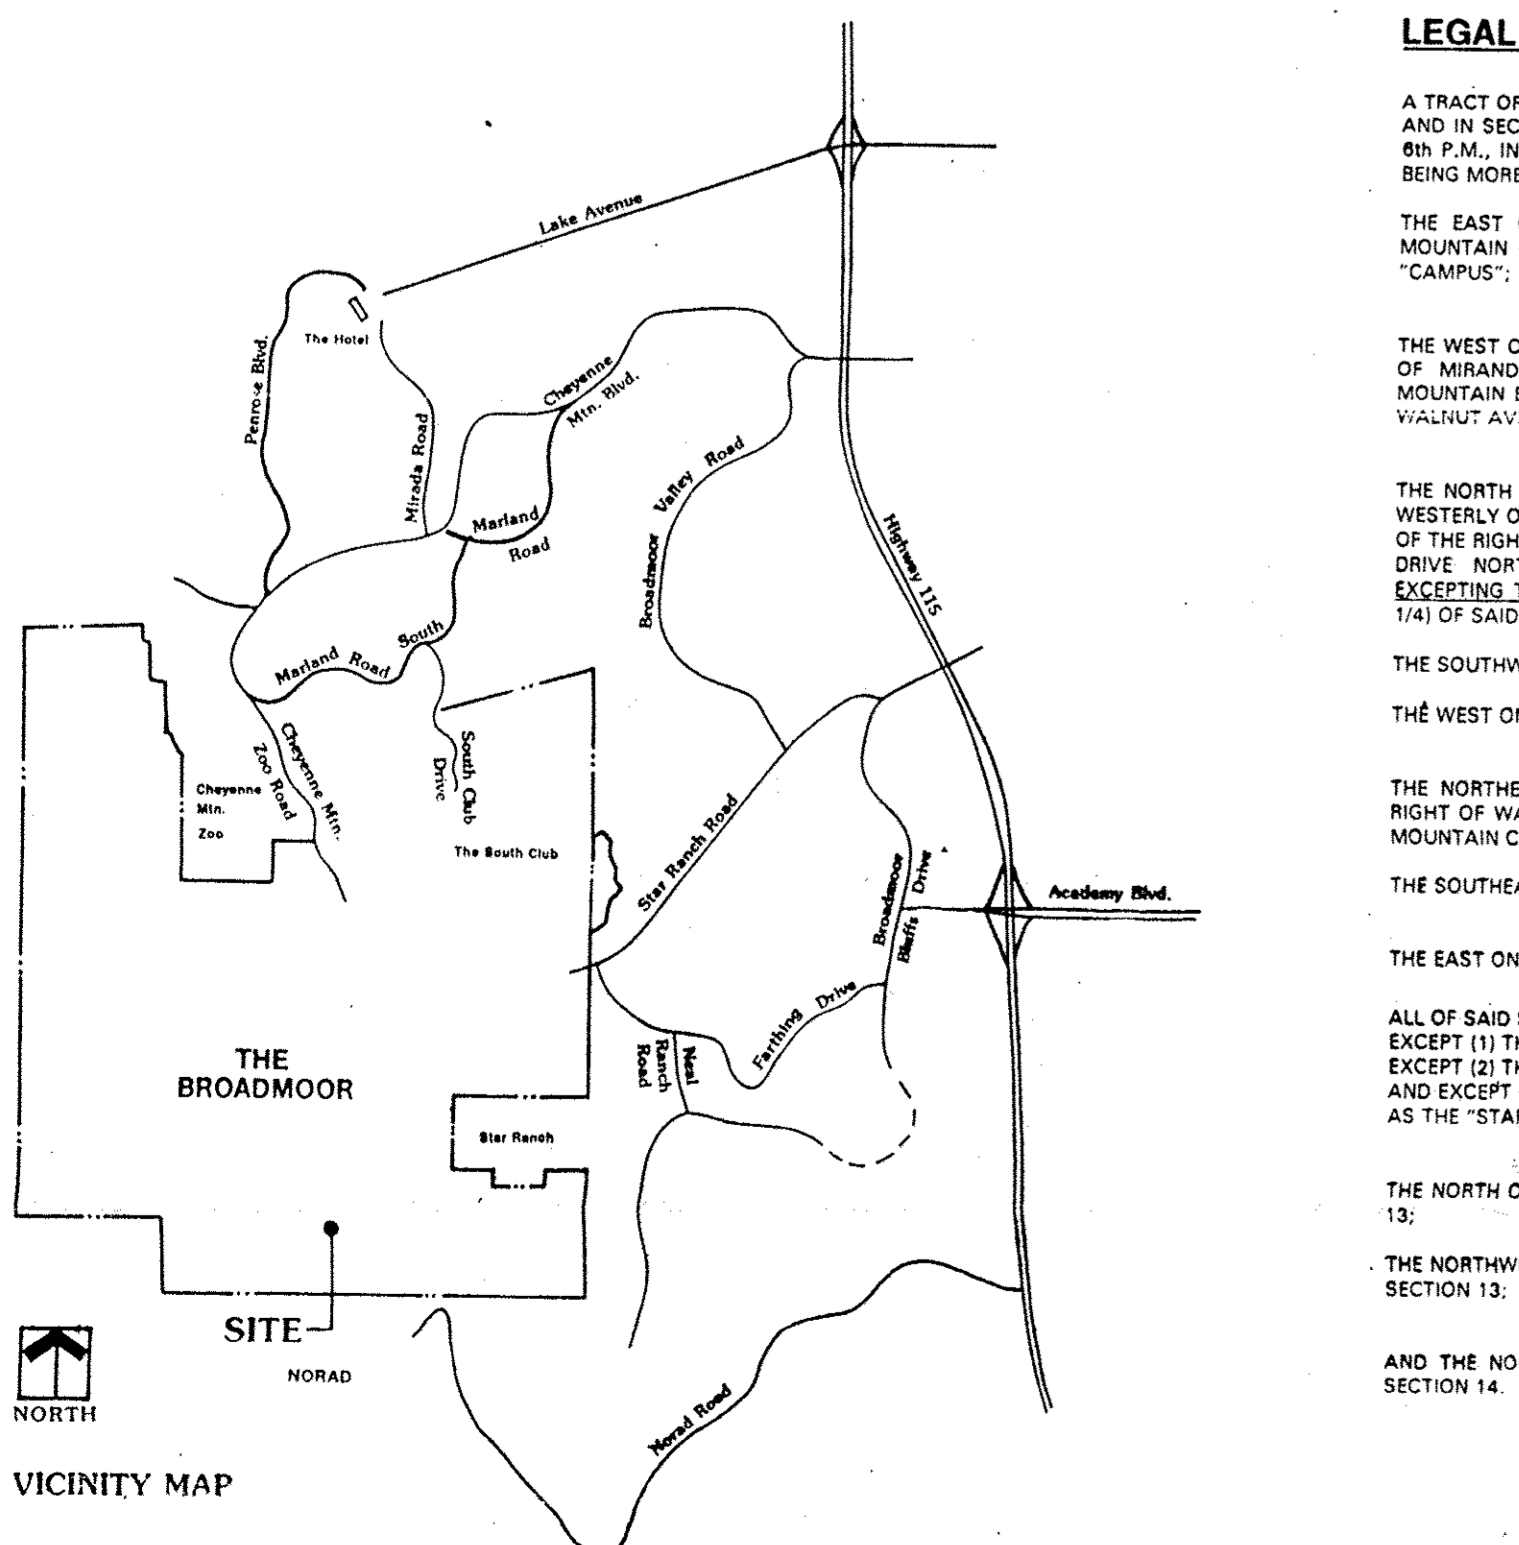 Lake Avenue
The Hotel
Penrose Blvd.
Mirada Road
Cheyenne
Mtn. Blvd.
Marland
Road
Broadmoor Valley Road
Highway 115
Marland Road South
Cheyenne Mtn.
Zoo Road
South Club
Drive
Cheyenne
Mtn.
Zoo
The South Club
Star Ranch Road
Broadmoor
Bluffs Drive
Academy Blvd.
Farthing Drive
Neal
Ranch
Road
THE
BROADMOOR
Star Ranch
SITE
NORAD
NORTH
Norad Road
VICINITY MAP
LEGAL
A TRACT OF
AND IN SEC
6th P.M., IN
BEING MORE
THE EAST
MOUNTAIN
"CAMPUS";
THE WEST O
OF MIRAND
MOUNTAIN B
WALNUT AV
THE NORTH
WESTERLY O
OF THE RIGH
DRIVE NORT
EXCEPTING T
1/4) OF SAID
THE SOUTHW
THE WEST ON
THE NORTHE
RIGHT OF WA
MOUNTAIN C
THE SOUTHEA
THE EAST ON
ALL OF SAID
EXCEPT (1) TH
EXCEPT (2) TH
AND EXCEPT
AS THE "STAR
THE NORTH O
13;
THE NORTHW
SECTION 13;
AND THE NO
SECTION 14.